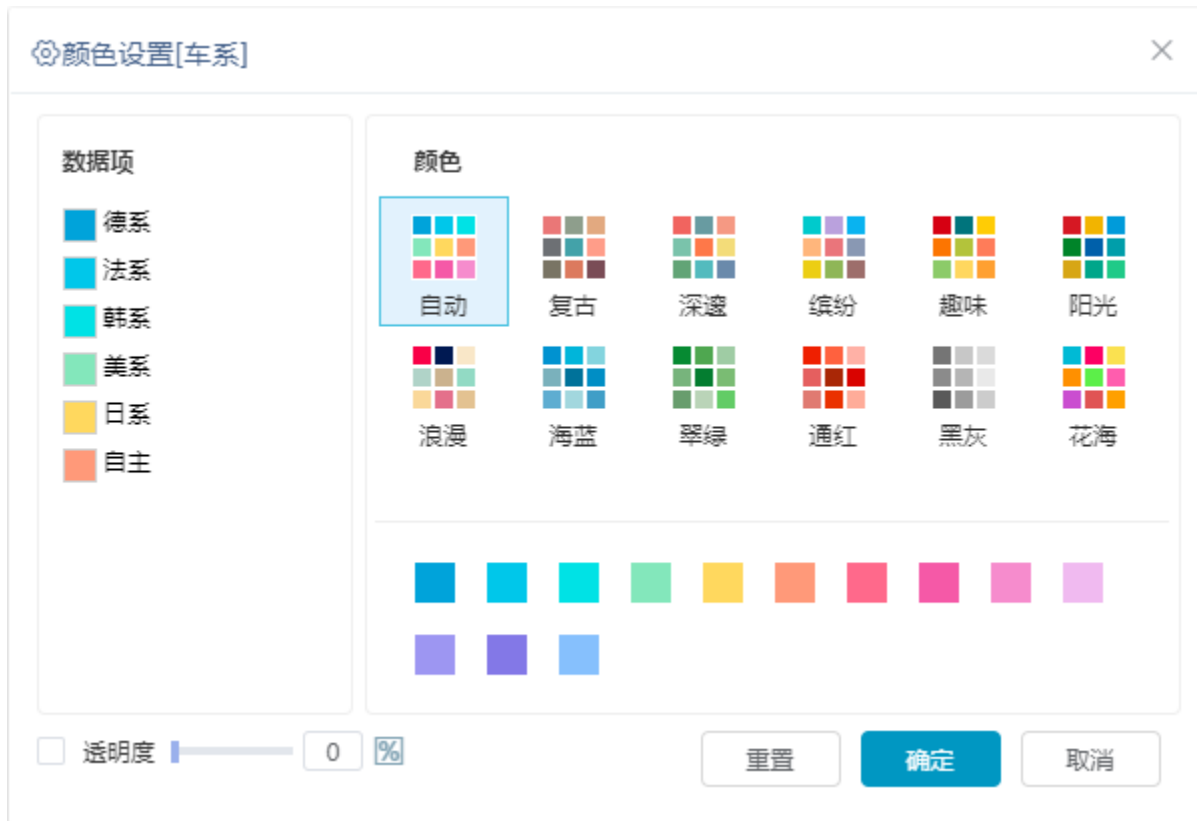 颜色设置[车系]
数据项
德系
法系
韩系
美系
日系
自主
颜色
自动 复古 深邃 缤纷 趣味 阳光
浪漫 海蓝 翠绿 通红 黑灰 花海
透明度 0 %
重置 确定 取消